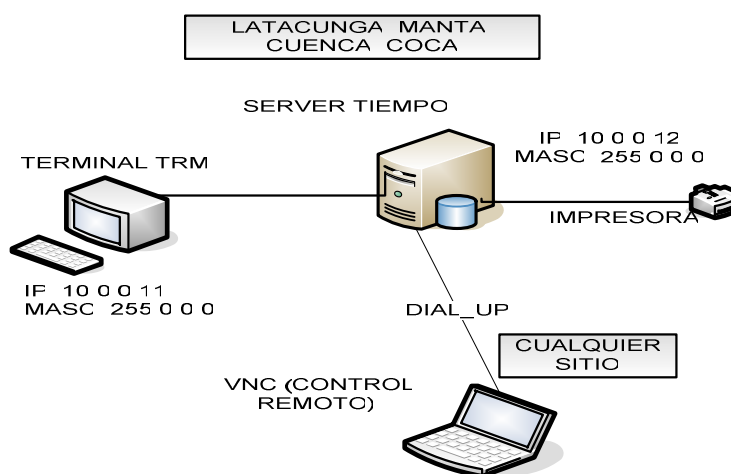 LATACUNGA MANTA
CUENCA COCA
SERVER TIEMPO
IP 10 0 0 12
MASC 255 0 0 0
TERMINAL TRM
IMPRESORA
IP 10 0 0 11
MASC 255 0 0 0
DIAL_UP
CUALQUIER
SITIO
VNC (CONTROL
REMOTO)